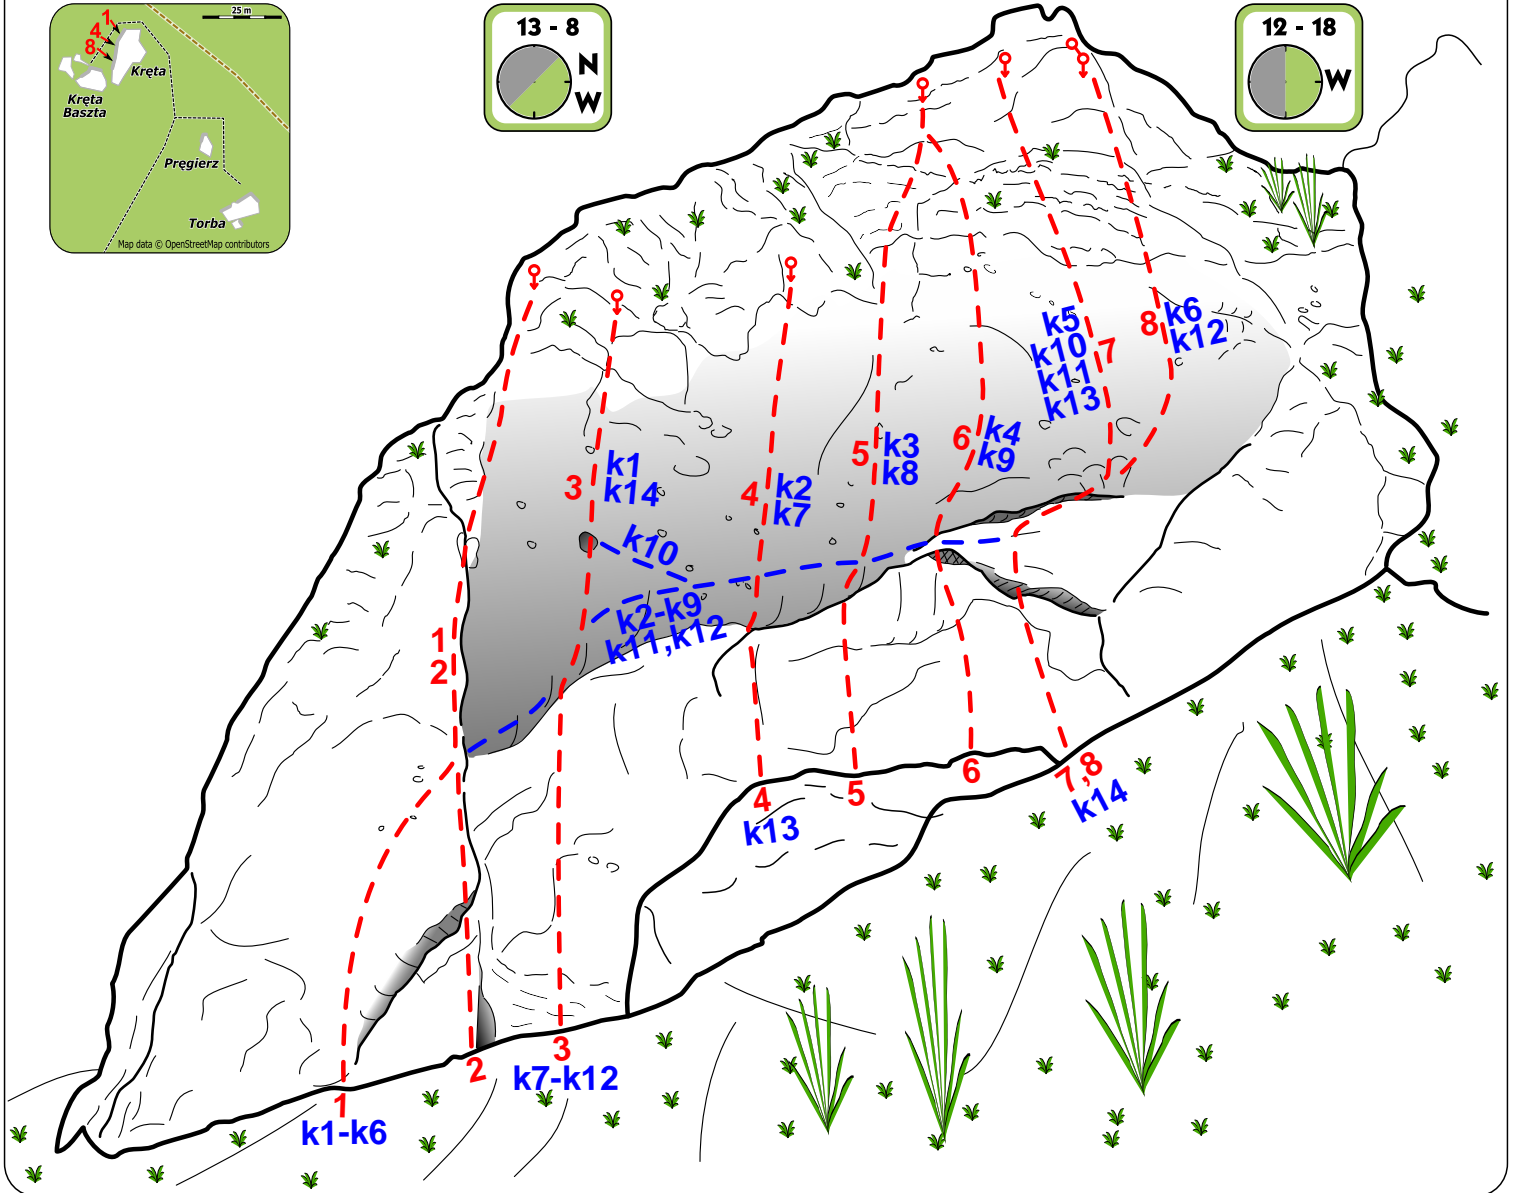 25 m
1
4
8
Kręta
Kręta
Baszta
Pręgierz
Torba
Map data © OpenStreetMap contributors
13 - 8
N
W
12 - 18
W
k5
k10
k11
k13
7
8
k6
k12
3
k1
k14
4
k2
k7
5
k3
k8
6
k4
k9
k10
k2-k9
k11,k12
1
2
4
k13
5
6
7,8
k14
1
k1-k6
2
3
k7-k12